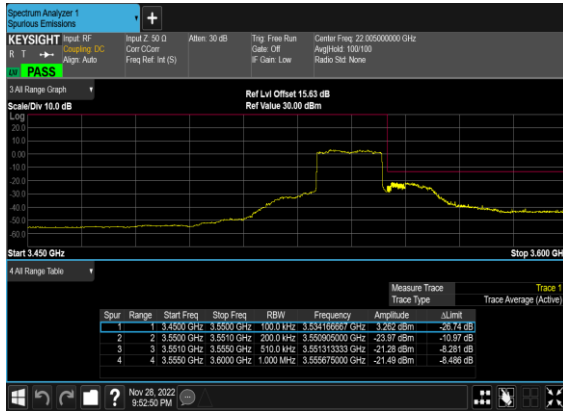 Spectrum Analyzer 1
Spurious Emissions
+
KEYSIGHT Input: RF Input Z: 50 Ω Atten: 30 dB Trig: Free Run Center Freq: 22.005000000 GHz
R T Coupling: DC Corr CCorr Gate: Off Avg|Hold: 100/100
Align: Auto Freq Ref: Int (S) IF Gain: Low Radio Std: None
LW PASS
3 All Range Graph
Ref Lvl Offset 15.63 dB
Scale/Div 10.0 dB Ref Value 30.00 dBm
Log
20.0
10.0
0.00
-10.0
-20.0
-30.0
-40.0
-50.0
-60.0
Start 3.450 GHz Stop 3.600 GH
4 All Range Table
Measure Trace Trace 1
Trace Type Trace Average (Active)
Spur Range Start Freq Stop Freq RBW Frequency Amplitude ΔLimit
1 1 3.4500 GHz 3.5500 GHz 100.0 kHz 3.534166667 GHz 3.262 dBm -26.74 dB
2 2 3.5500 GHz 3.5510 GHz 200.0 kHz 3.550905000 GHz -23.97 dBm -10.97 dB
3 3 3.5510 GHz 3.5550 GHz 510.0 kHz 3.551313333 GHz -21.28 dBm -8.281 dB
4 4 3.5550 GHz 3.6000 GHz 1.000 MHz 3.555675000 GHz -21.49 dBm -8.486 dB
? Nov 28, 2022
9:52:50 PM